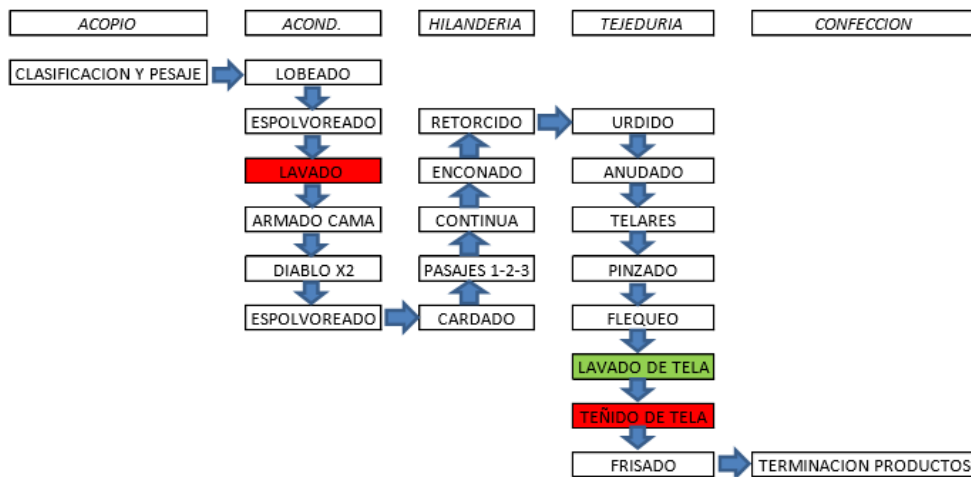 ACOPIO
ACOND.
HILANDERIA
TEJEDURIA
CONFECCION
CLASIFICACION Y PESAJE
LOBEADO
ESPOLVOREADO
LAVADO
ARMADO CAMA
DIABLO X2
ESPOLVOREADO
RETORCIDO
ENCONADO
CONTINUA
PASAJES 1-2-3
CARDADO
URDIDO
ANUDADO
TELARES
PINZADO
FLEQUEO
LAVADO DE TELA
TEÑIDO DE TELA
FRISADO
TERMINACION PRODUCTOS